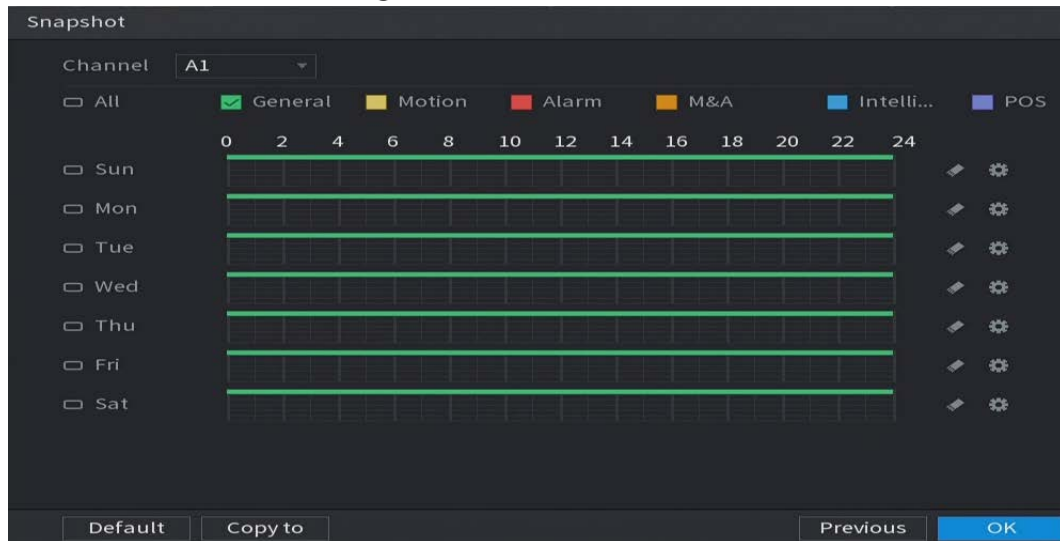 Snapshot
Channel A1
All General Motion Alarm M&A Intelli... POS
0 2 4 6 8 10 12 14 16 18 20 22 24
Sun
Mon
Tue
Wed
Thu
Fri
Sat
Default Copy to Previous OK